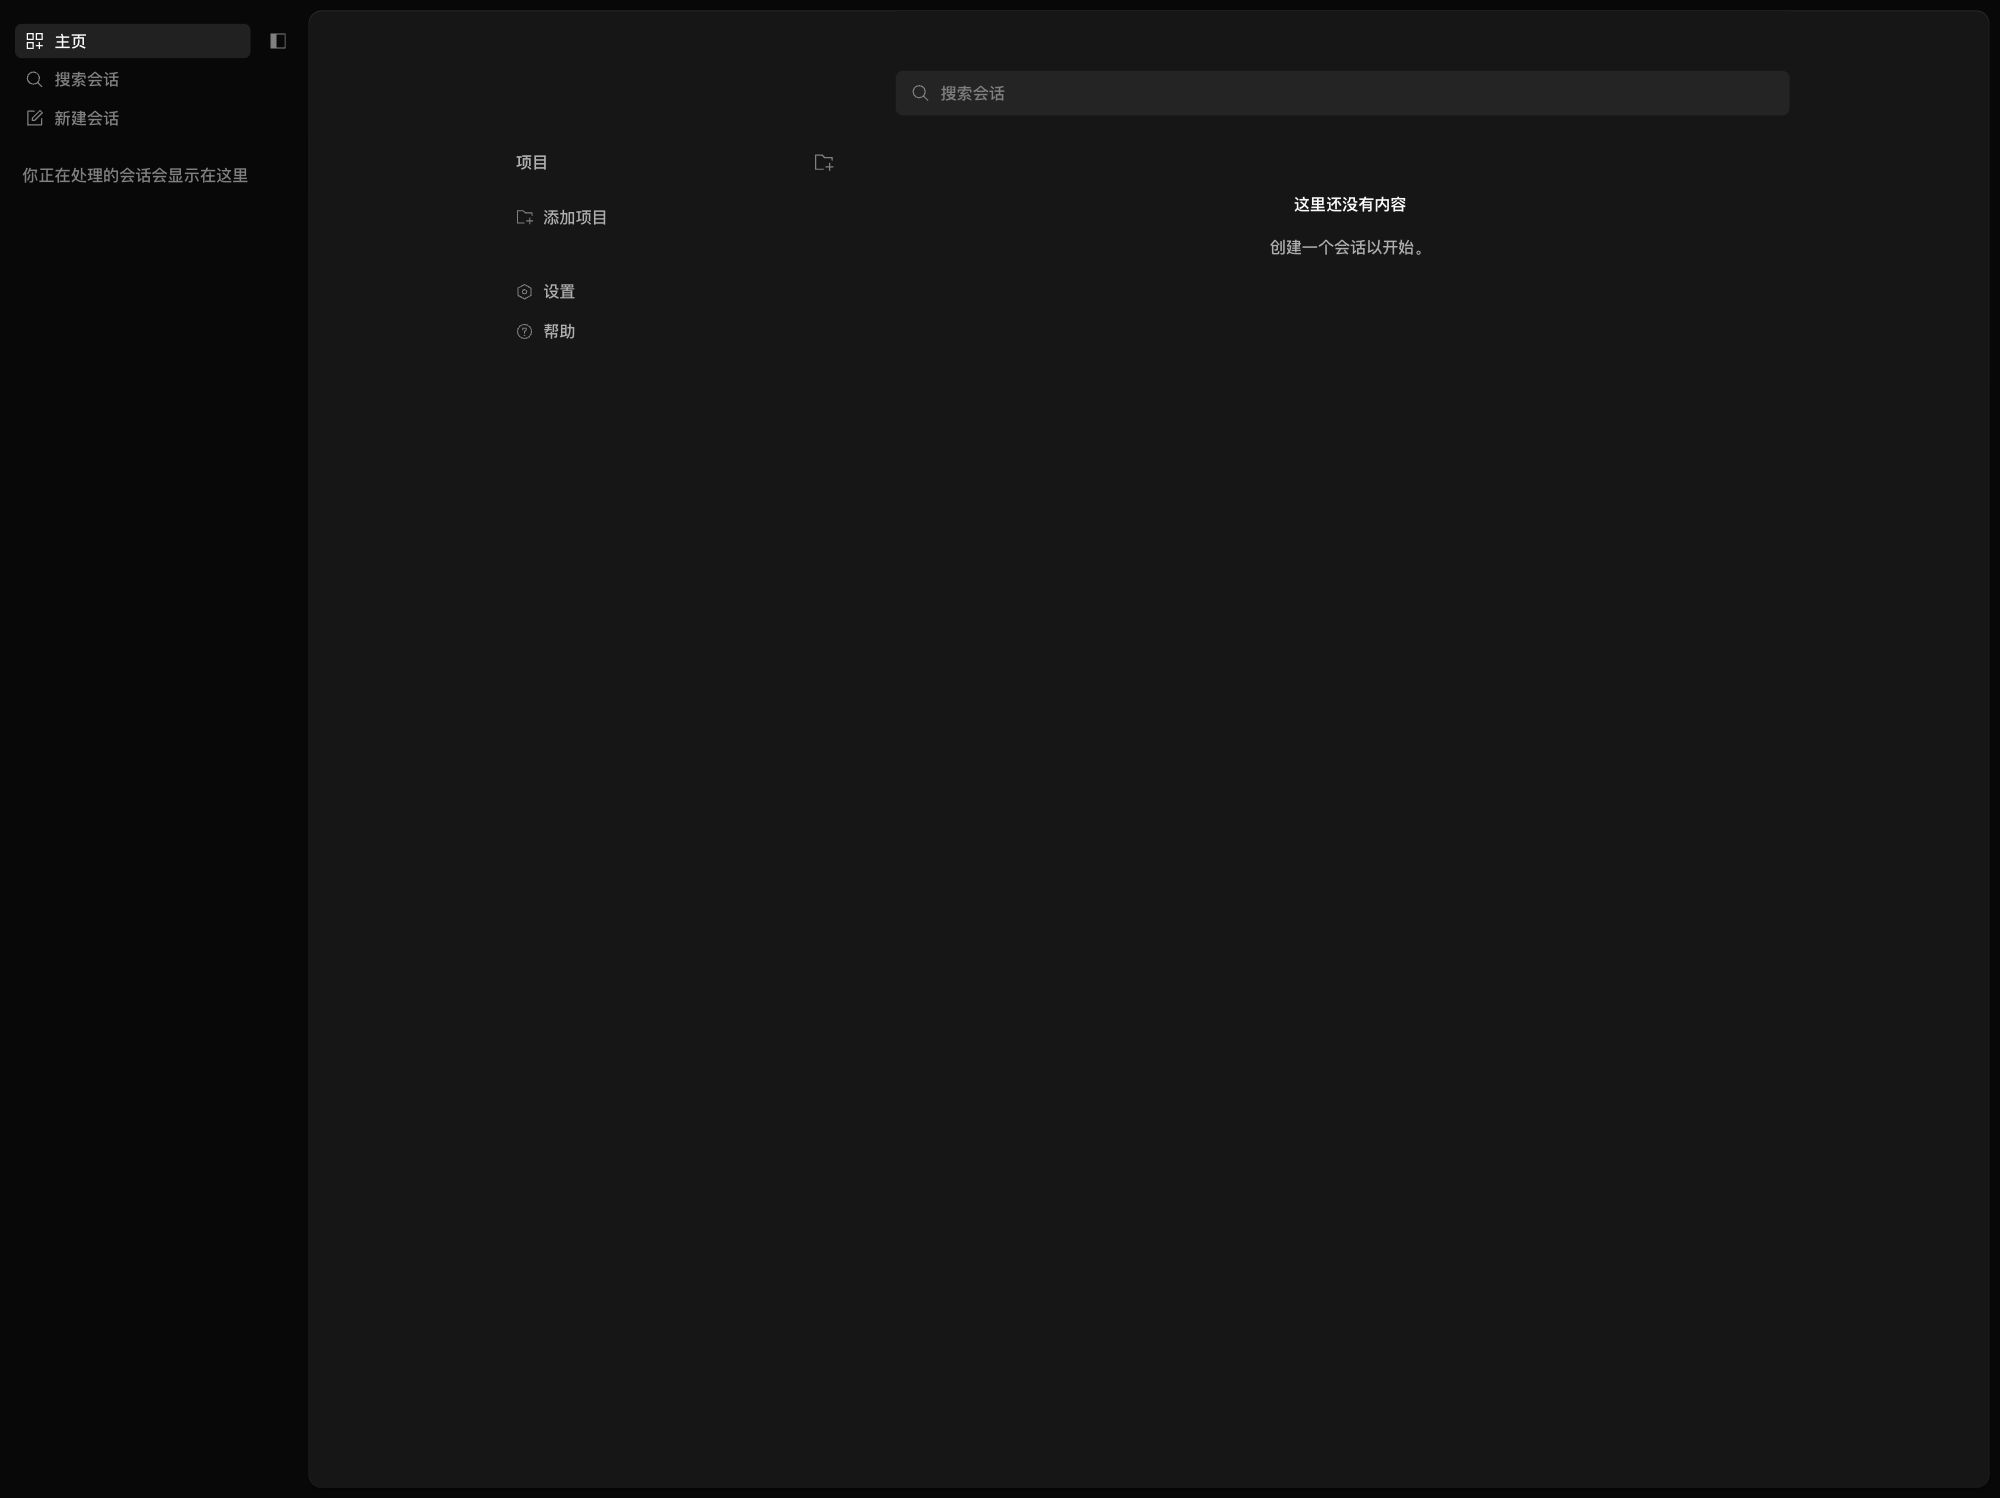 主页
搜索会话
新建会话
你正在处理的会话会显示在这里
搜索会话
项目
添加项目
设置
帮助
这里还没有内容
创建一个会话以开始。